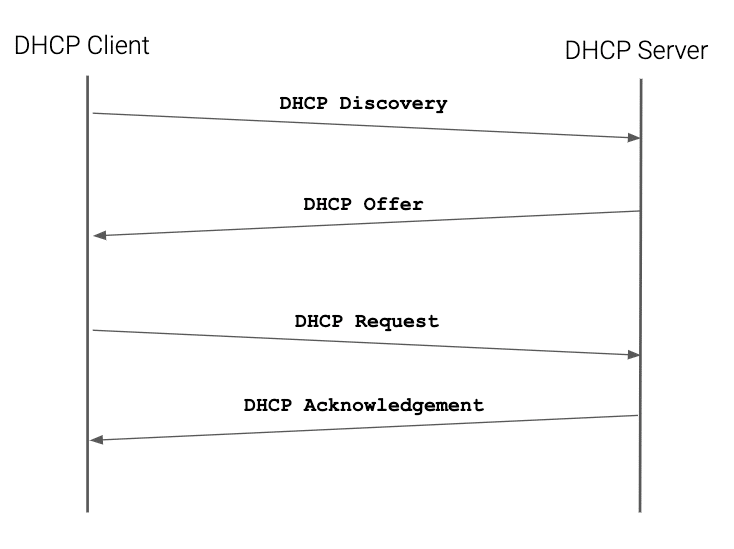 DHCP Client
DHCP Server
DHCP Discovery
DHCP Offer
DHCP Request
DHCP Acknowledgement